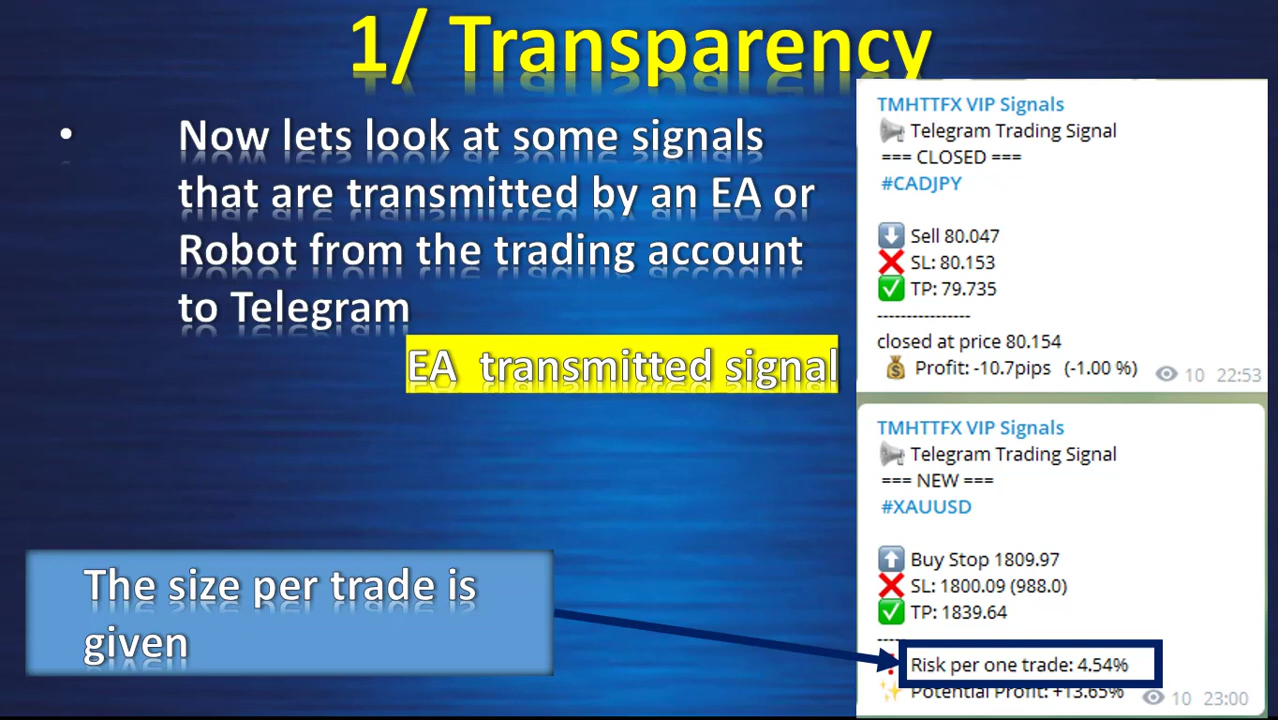 1/ Transparency
• Now lets look at some signals
that are transmitted by an EA or
Robot from the trading account
to Telegram
EA transmitted signal
The size per trade is
given
TMHTTFX VIP Signals
Telegram Trading Signal
=== CLOSED ===
#CADJPY
Sell 80.047
SL: 80.153
TP: 79.735
----------------
closed at price 80.154
Profit: -10.7pips (-1.00 %) 10 22:53
TMHTTFX VIP Signals
Telegram Trading Signal
=== NEW ===
#XAUUSD
Buy Stop 1809.97
SL: 1800.09 (988.0)
TP: 1839.64
-----
Risk per one trade: 4.54%
Potential Profit: +13.65% 10 23:00